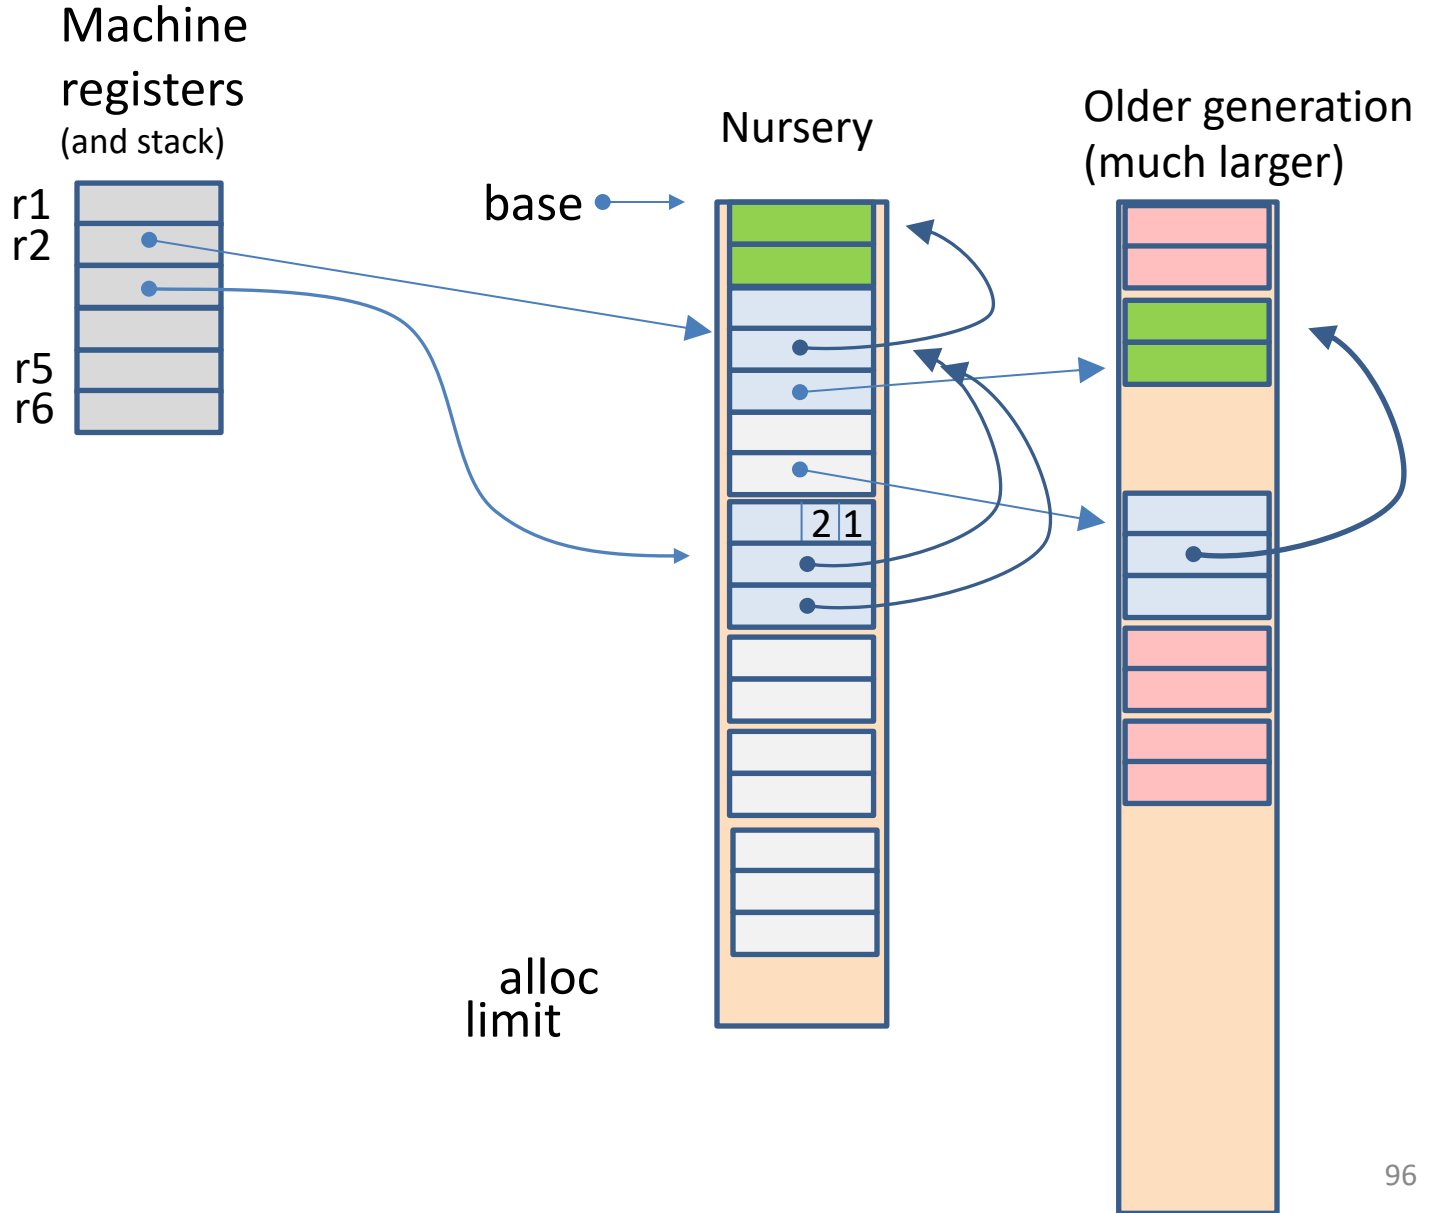 Machine
registers
(and stack)
r1
r2
r5
r6
base
Nursery
2 1
alloc
limit
Older generation
(much larger)
96